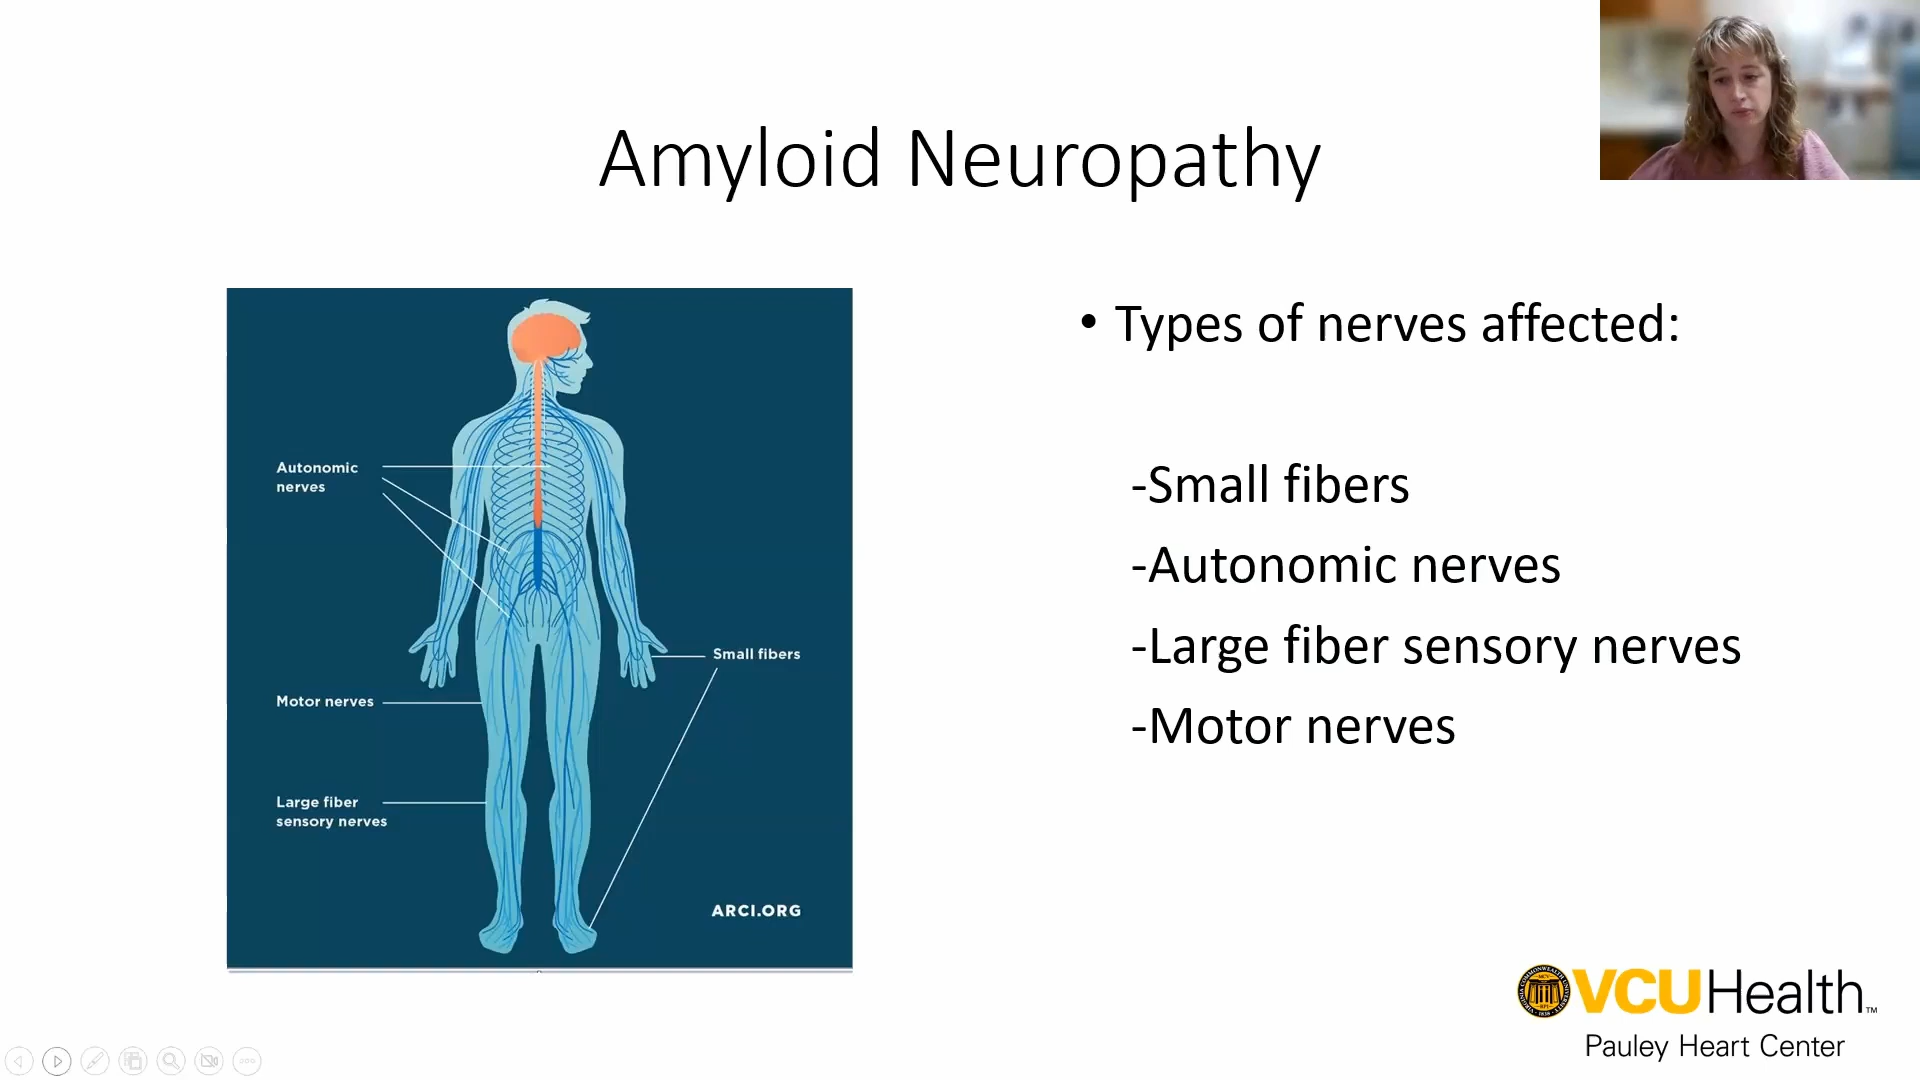 Amyloid Neuropathy
Autonomic
nerves
Motor nerves
Large fiber
sensory nerves
Small fibers
ARCI.ORG
• Types of nerves affected:
-Small fibers
-Autonomic nerves
-Large fiber sensory nerves
-Motor nerves
VCUHealth™
Pauley Heart Center